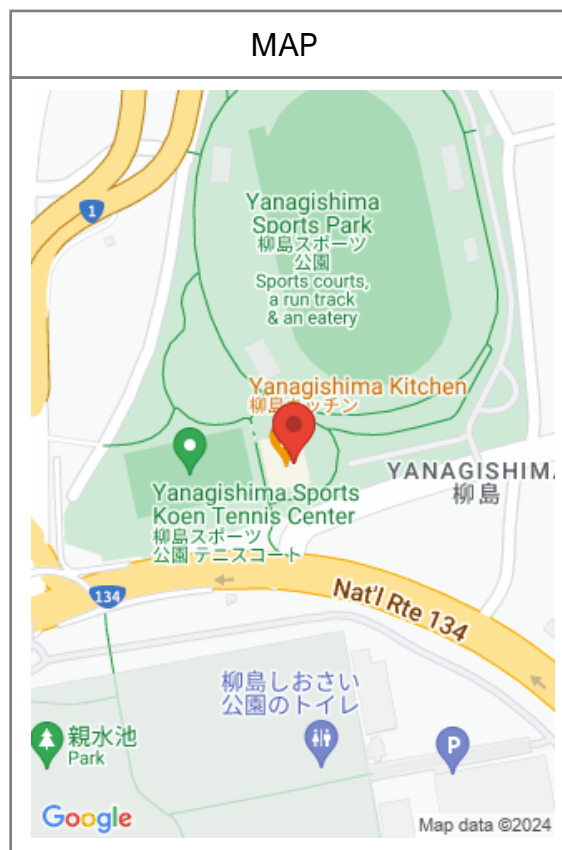 MAP
1
Yanagishima
Sports Park
柳島スポーツ
公園
Sports courts,
a run track
& an eatery
Yanagishima Kitchen
柳島キッチン
YANAGISHIMA
柳島
Yanagishima Sports
Koen Tennis Center
柳島スポーツ
公園 テニスコート
134
Nat'l Rte 134
柳島しおさい
公園のトイレ
親水池
Park
P
Google
Map data ©2024